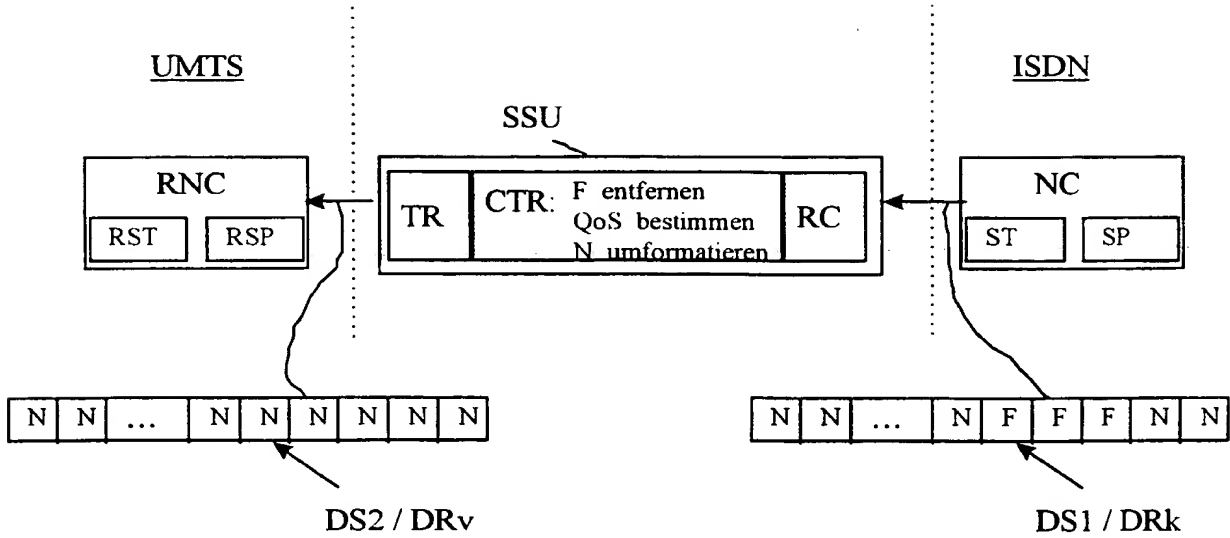 UMTS
ISDN
SSU
RNC
RST
RSP
TR
CTR: F entfernen
QoS bestimmen
N umformatieren
RC
NC
ST
SP
N N ... N N N N N N
N N ... N F F F N N
DS2 / DRv
DS1 / DRk